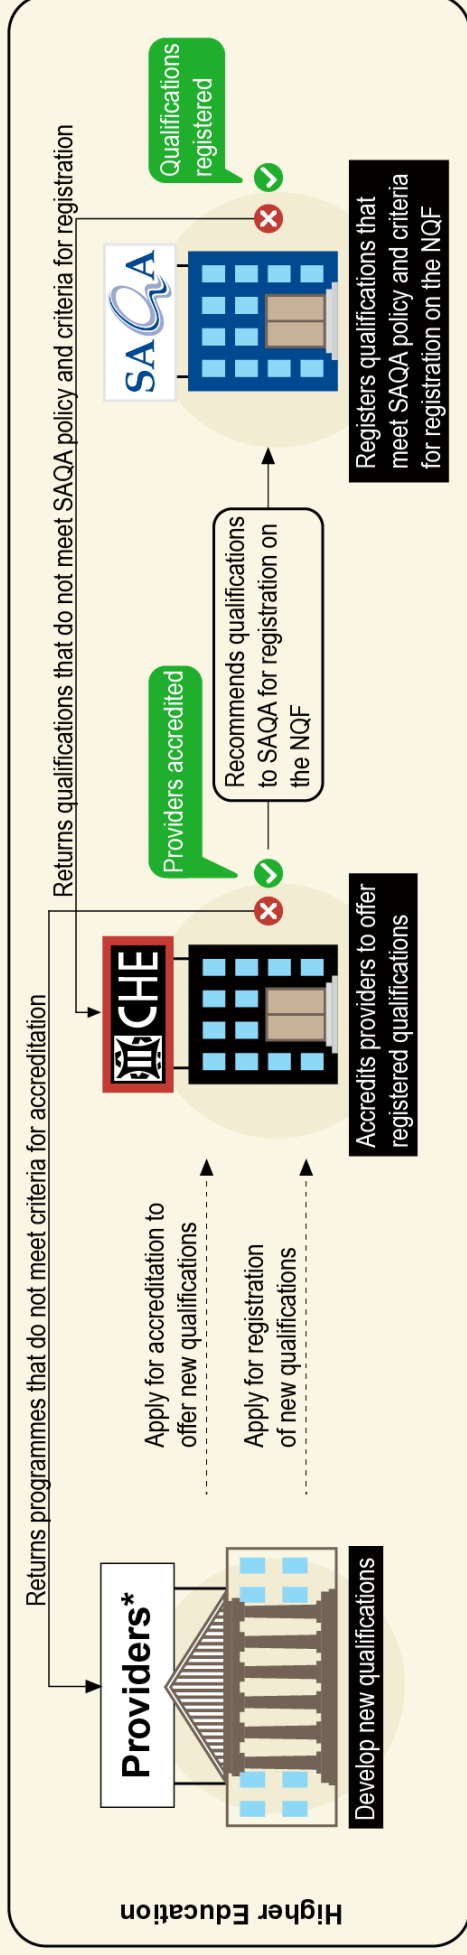 Higher Education
Returns programmes that do not meet criteria for accreditation
Returns qualifications that do not meet SAQA policy and criteria for registration
Providers*
Develop new qualifications
Apply for accreditation to
offer new qualifications
Apply for registration
of new qualifications
CHE
Accredits providers to offer
registered qualifications
Providers accredited
Recommends qualifications
to SAQA for registration on
the NQF
SAQA
Registers qualifications that
meet SAQA policy and criteria
for registration on the NQF
Qualifications
registered